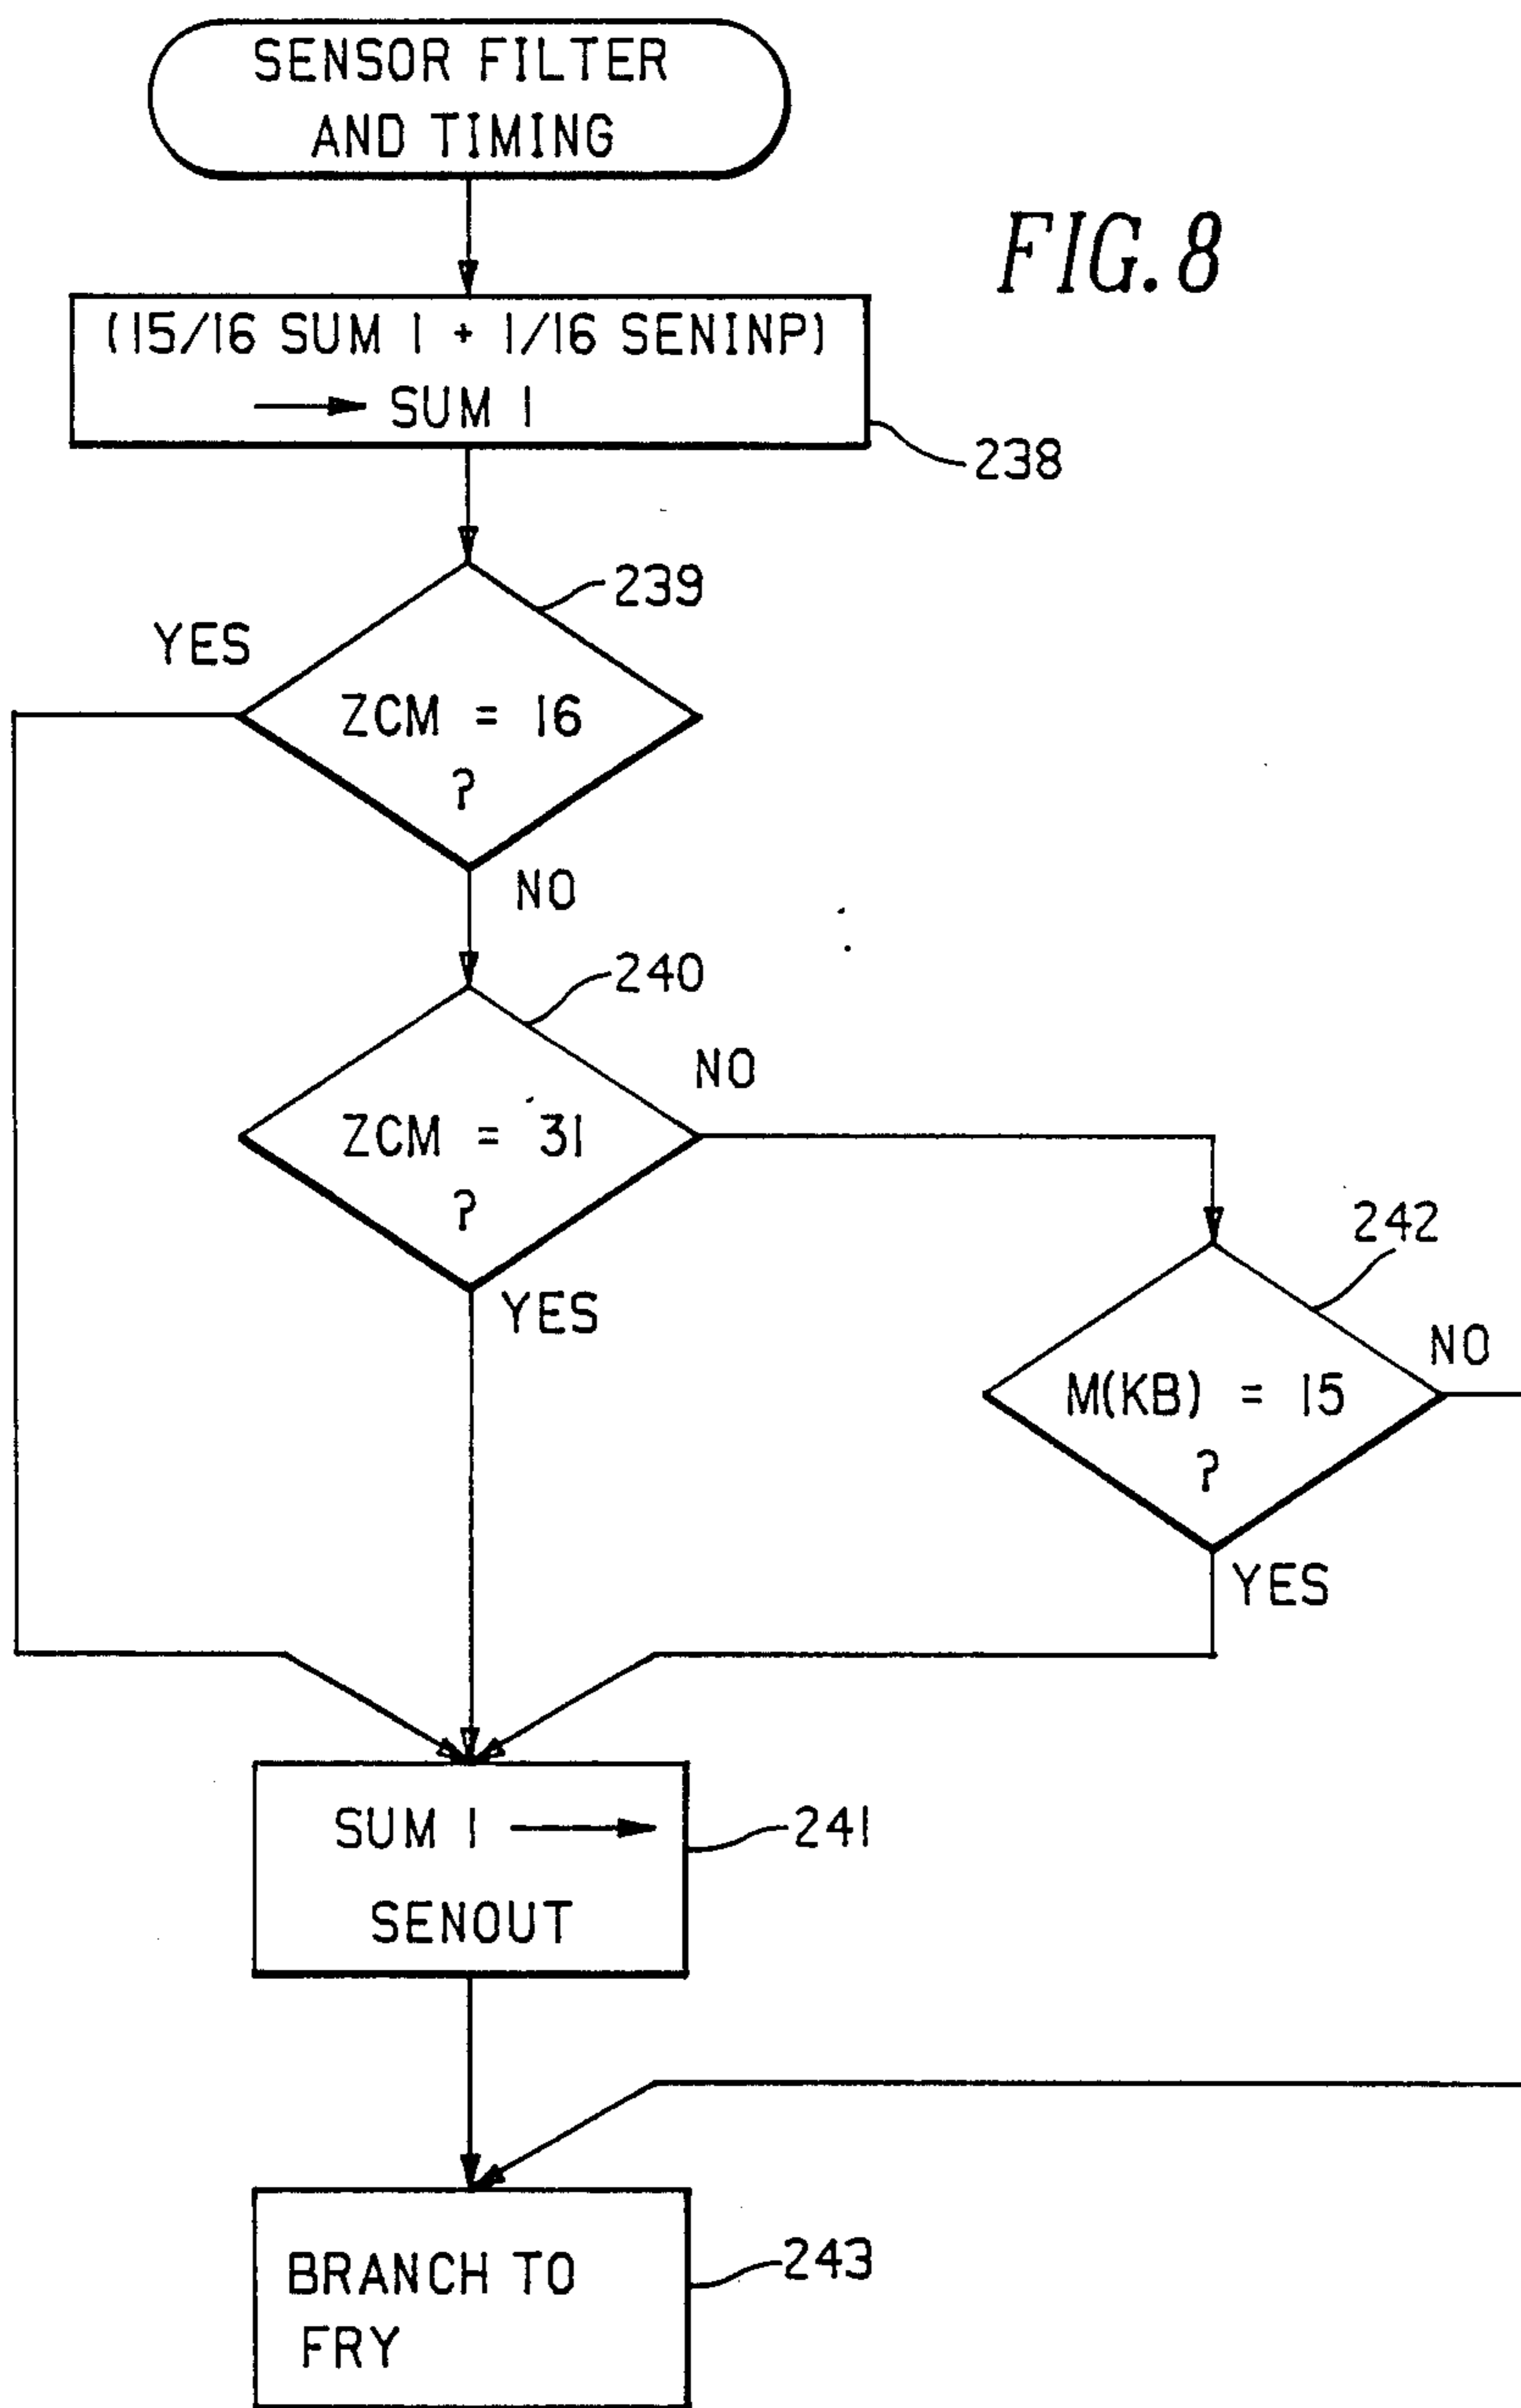 SENSOR FILTER
AND TIMING
FIG. 8
(15/16 SUM 1 + 1/16 SENINP)
→ SUM 1
238
239
YES
ZCM = 16
?
NO
240
NO
ZCM = 31
?
YES
242
NO
M(KB) = 15
?
YES
SUM 1 →
SENOUT
241
BRANCH TO
FRY
243